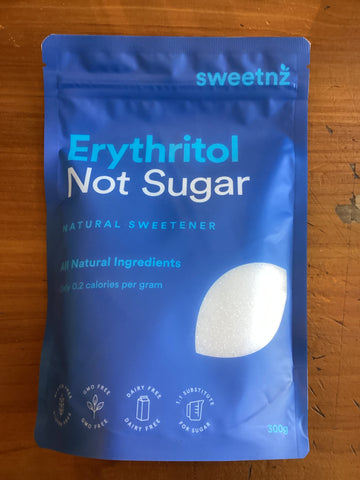 sweetnz
Erythritol
Not Sugar
NATURAL SWEETENER
All Natural Ingredients
Only 0.2 calories per gram
GMO FREE
GMO FREE
DAIRY FREE
DAIRY FREE
1:1 SUBSTITUTE
FOR SUGAR
300g